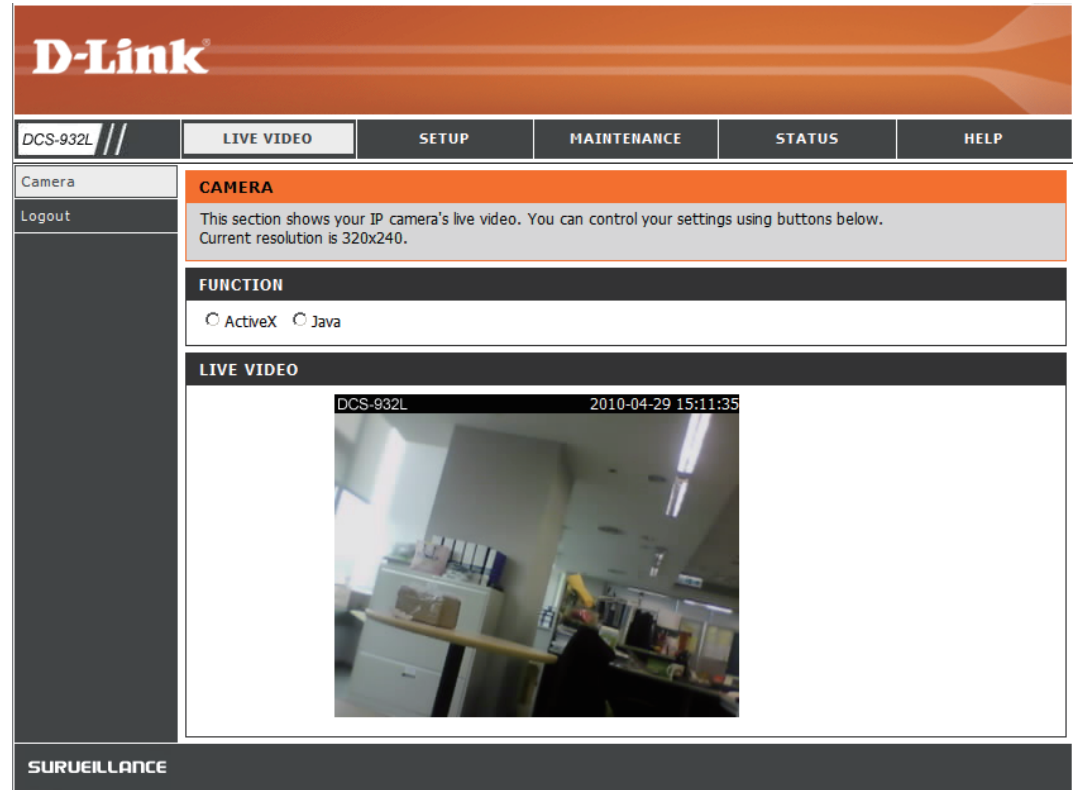 D-Link®
DCS-932L
LIVE VIDEO
SETUP
MAINTENANCE
STATUS
HELP
Camera
Logout
CAMERA
This section shows your IP camera's live video. You can control your settings using buttons below.
Current resolution is 320x240.
FUNCTION
ActiveX Java
LIVE VIDEO
DCS-932L 2010-04-29 15:11:35
SURVEILLANCE